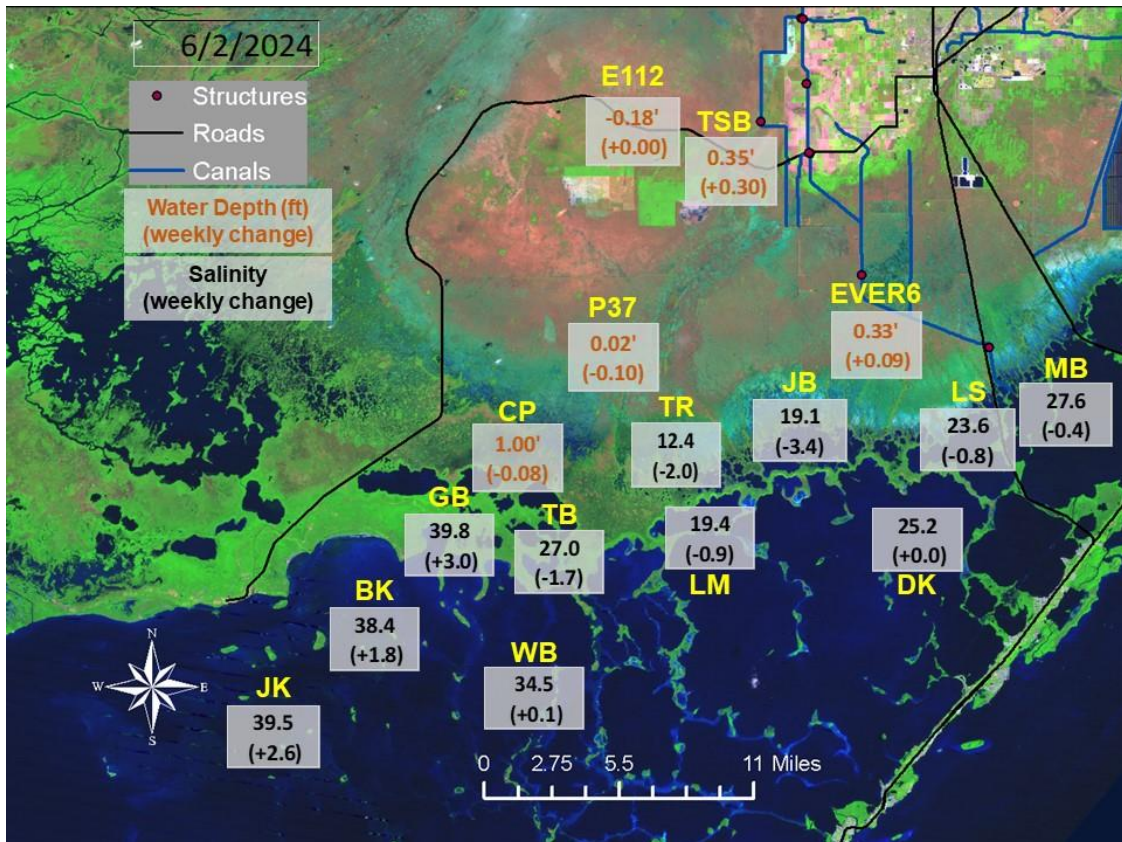 6/2/2024
Structures
Roads
Canals
Water Depth (ft)
(weekly change)
Salinity
(weekly change)
E112
-0.18'
(+0.00)
TSB
0.35'
(+0.30)
P37
0.02'
(-0.10)
EVER6
0.33'
(+0.09)
CP
1.00'
(-0.08)
TR
12.4
(-2.0)
JB
19.1
(-3.4)
LS
23.6
(-0.8)
MB
27.6
(-0.4)
GB
39.8
(+3.0)
TB
27.0
(-1.7)
19.4
(-0.9)
LM
25.2
(+0.0)
DK
BK
38.4
(+1.8)
WB
34.5
(+0.1)
JK
39.5
(+2.6)
N
W E
S
0 2.75 5.5 11 Miles